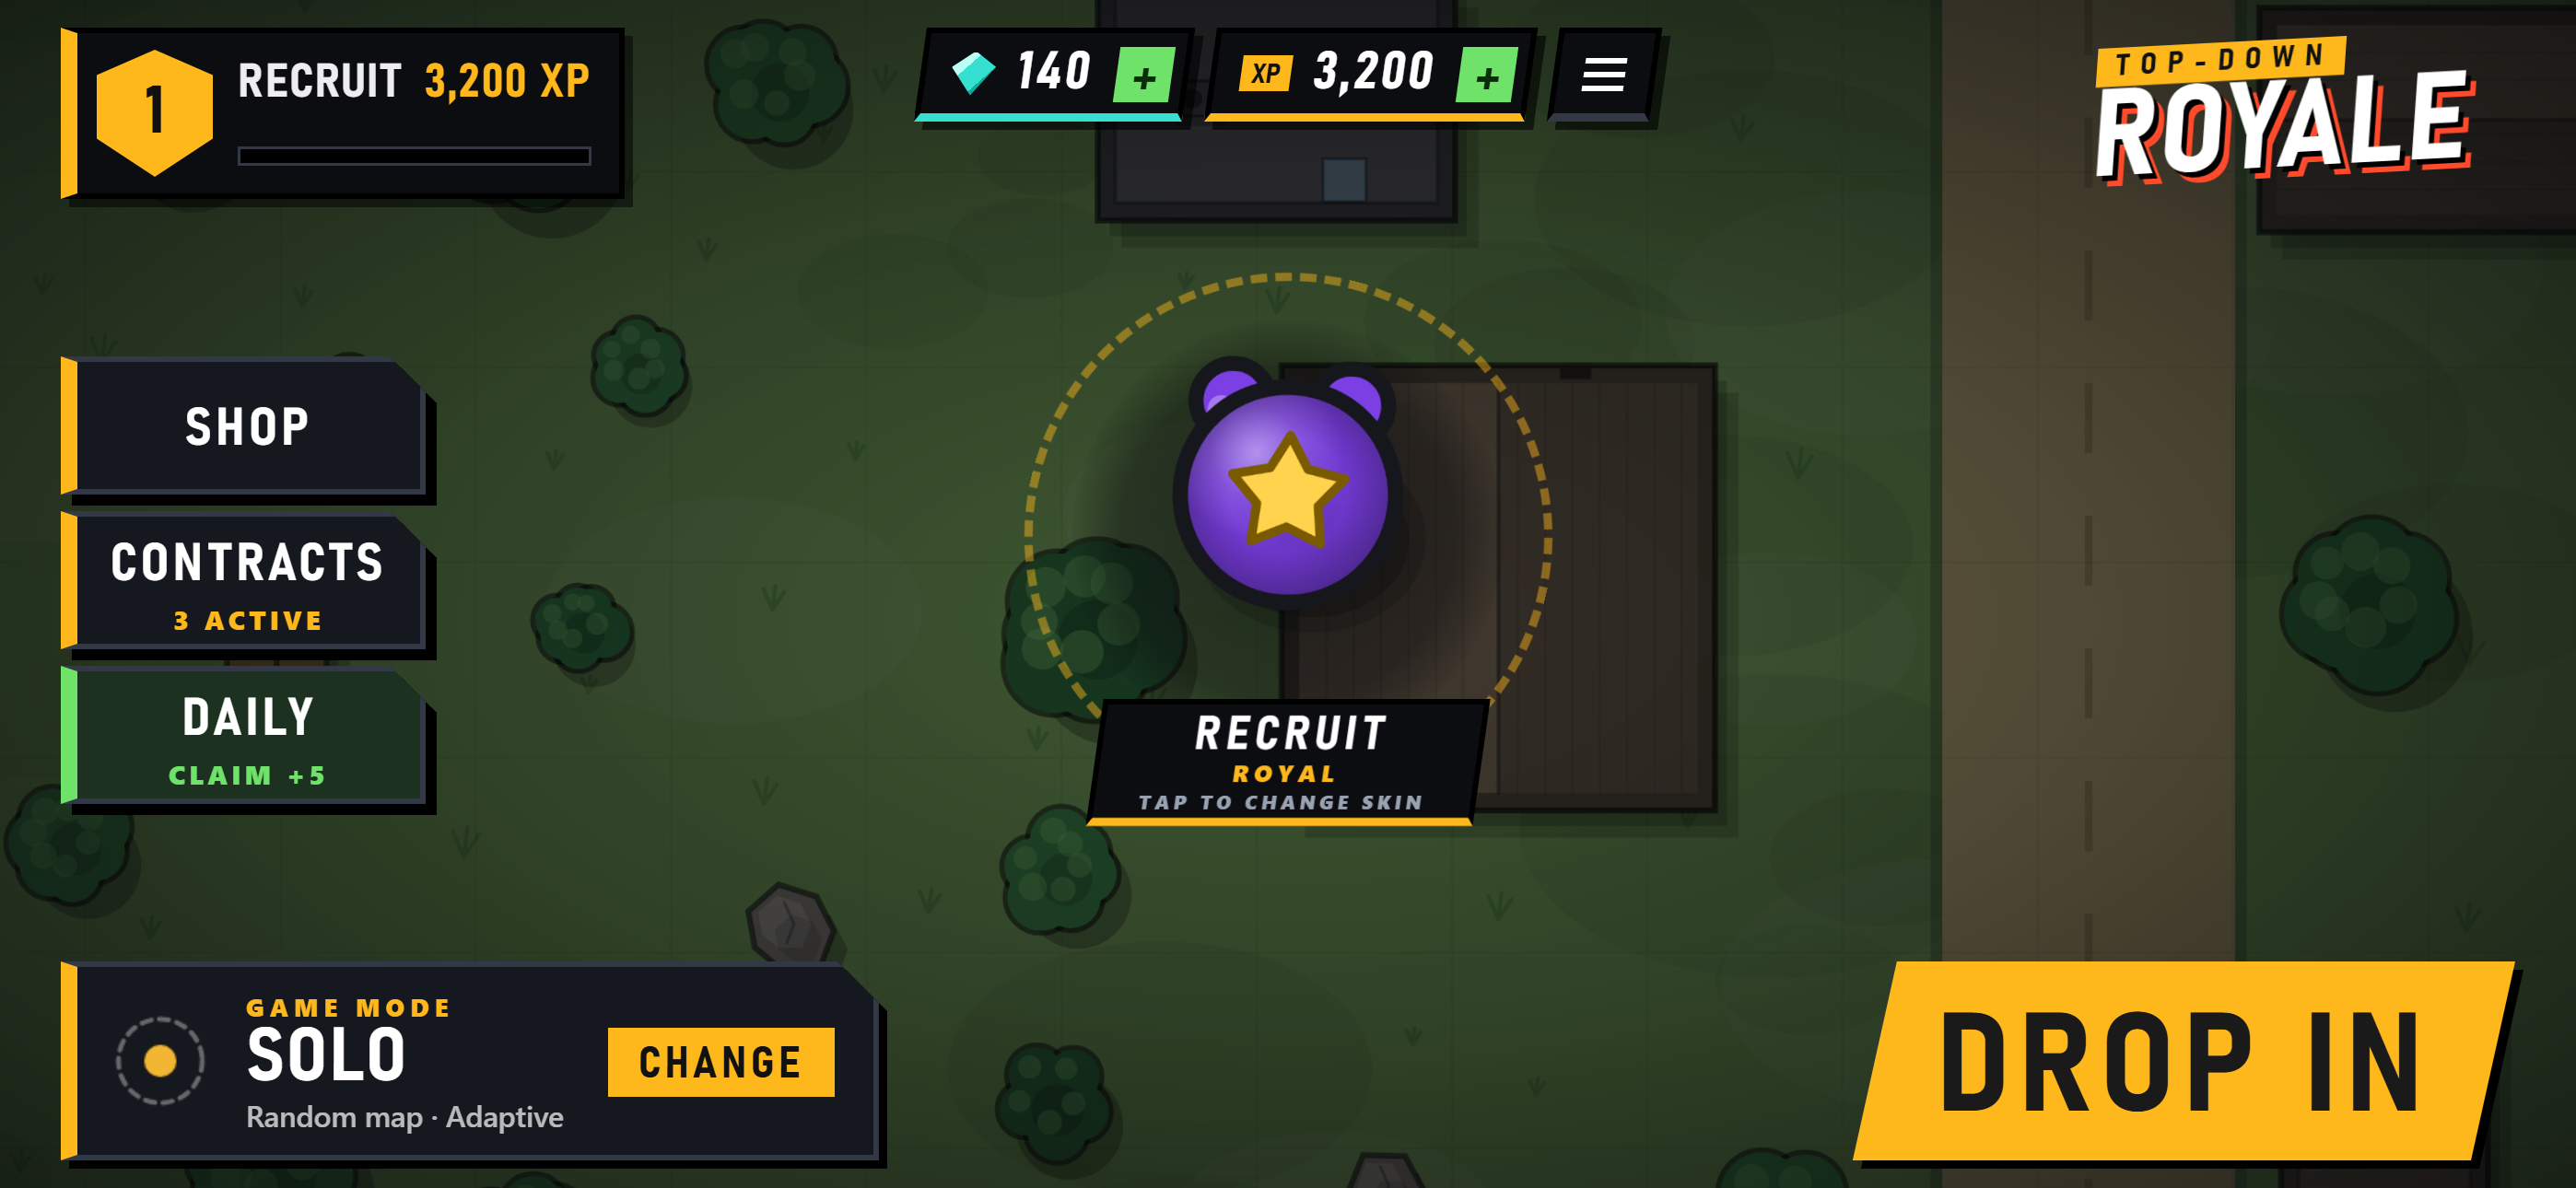 1
RECRUIT 3,200 XP
140 +
XP 3,200 +
TOP-DOWN
ROYALE
SHOP
CONTRACTS
3 ACTIVE
DAILY
CLAIM +5
RECRUIT
ROYAL
TAP TO CHANGE SKIN
GAME MODE
SOLO
Random map · Adaptive
CHANGE
DROP IN